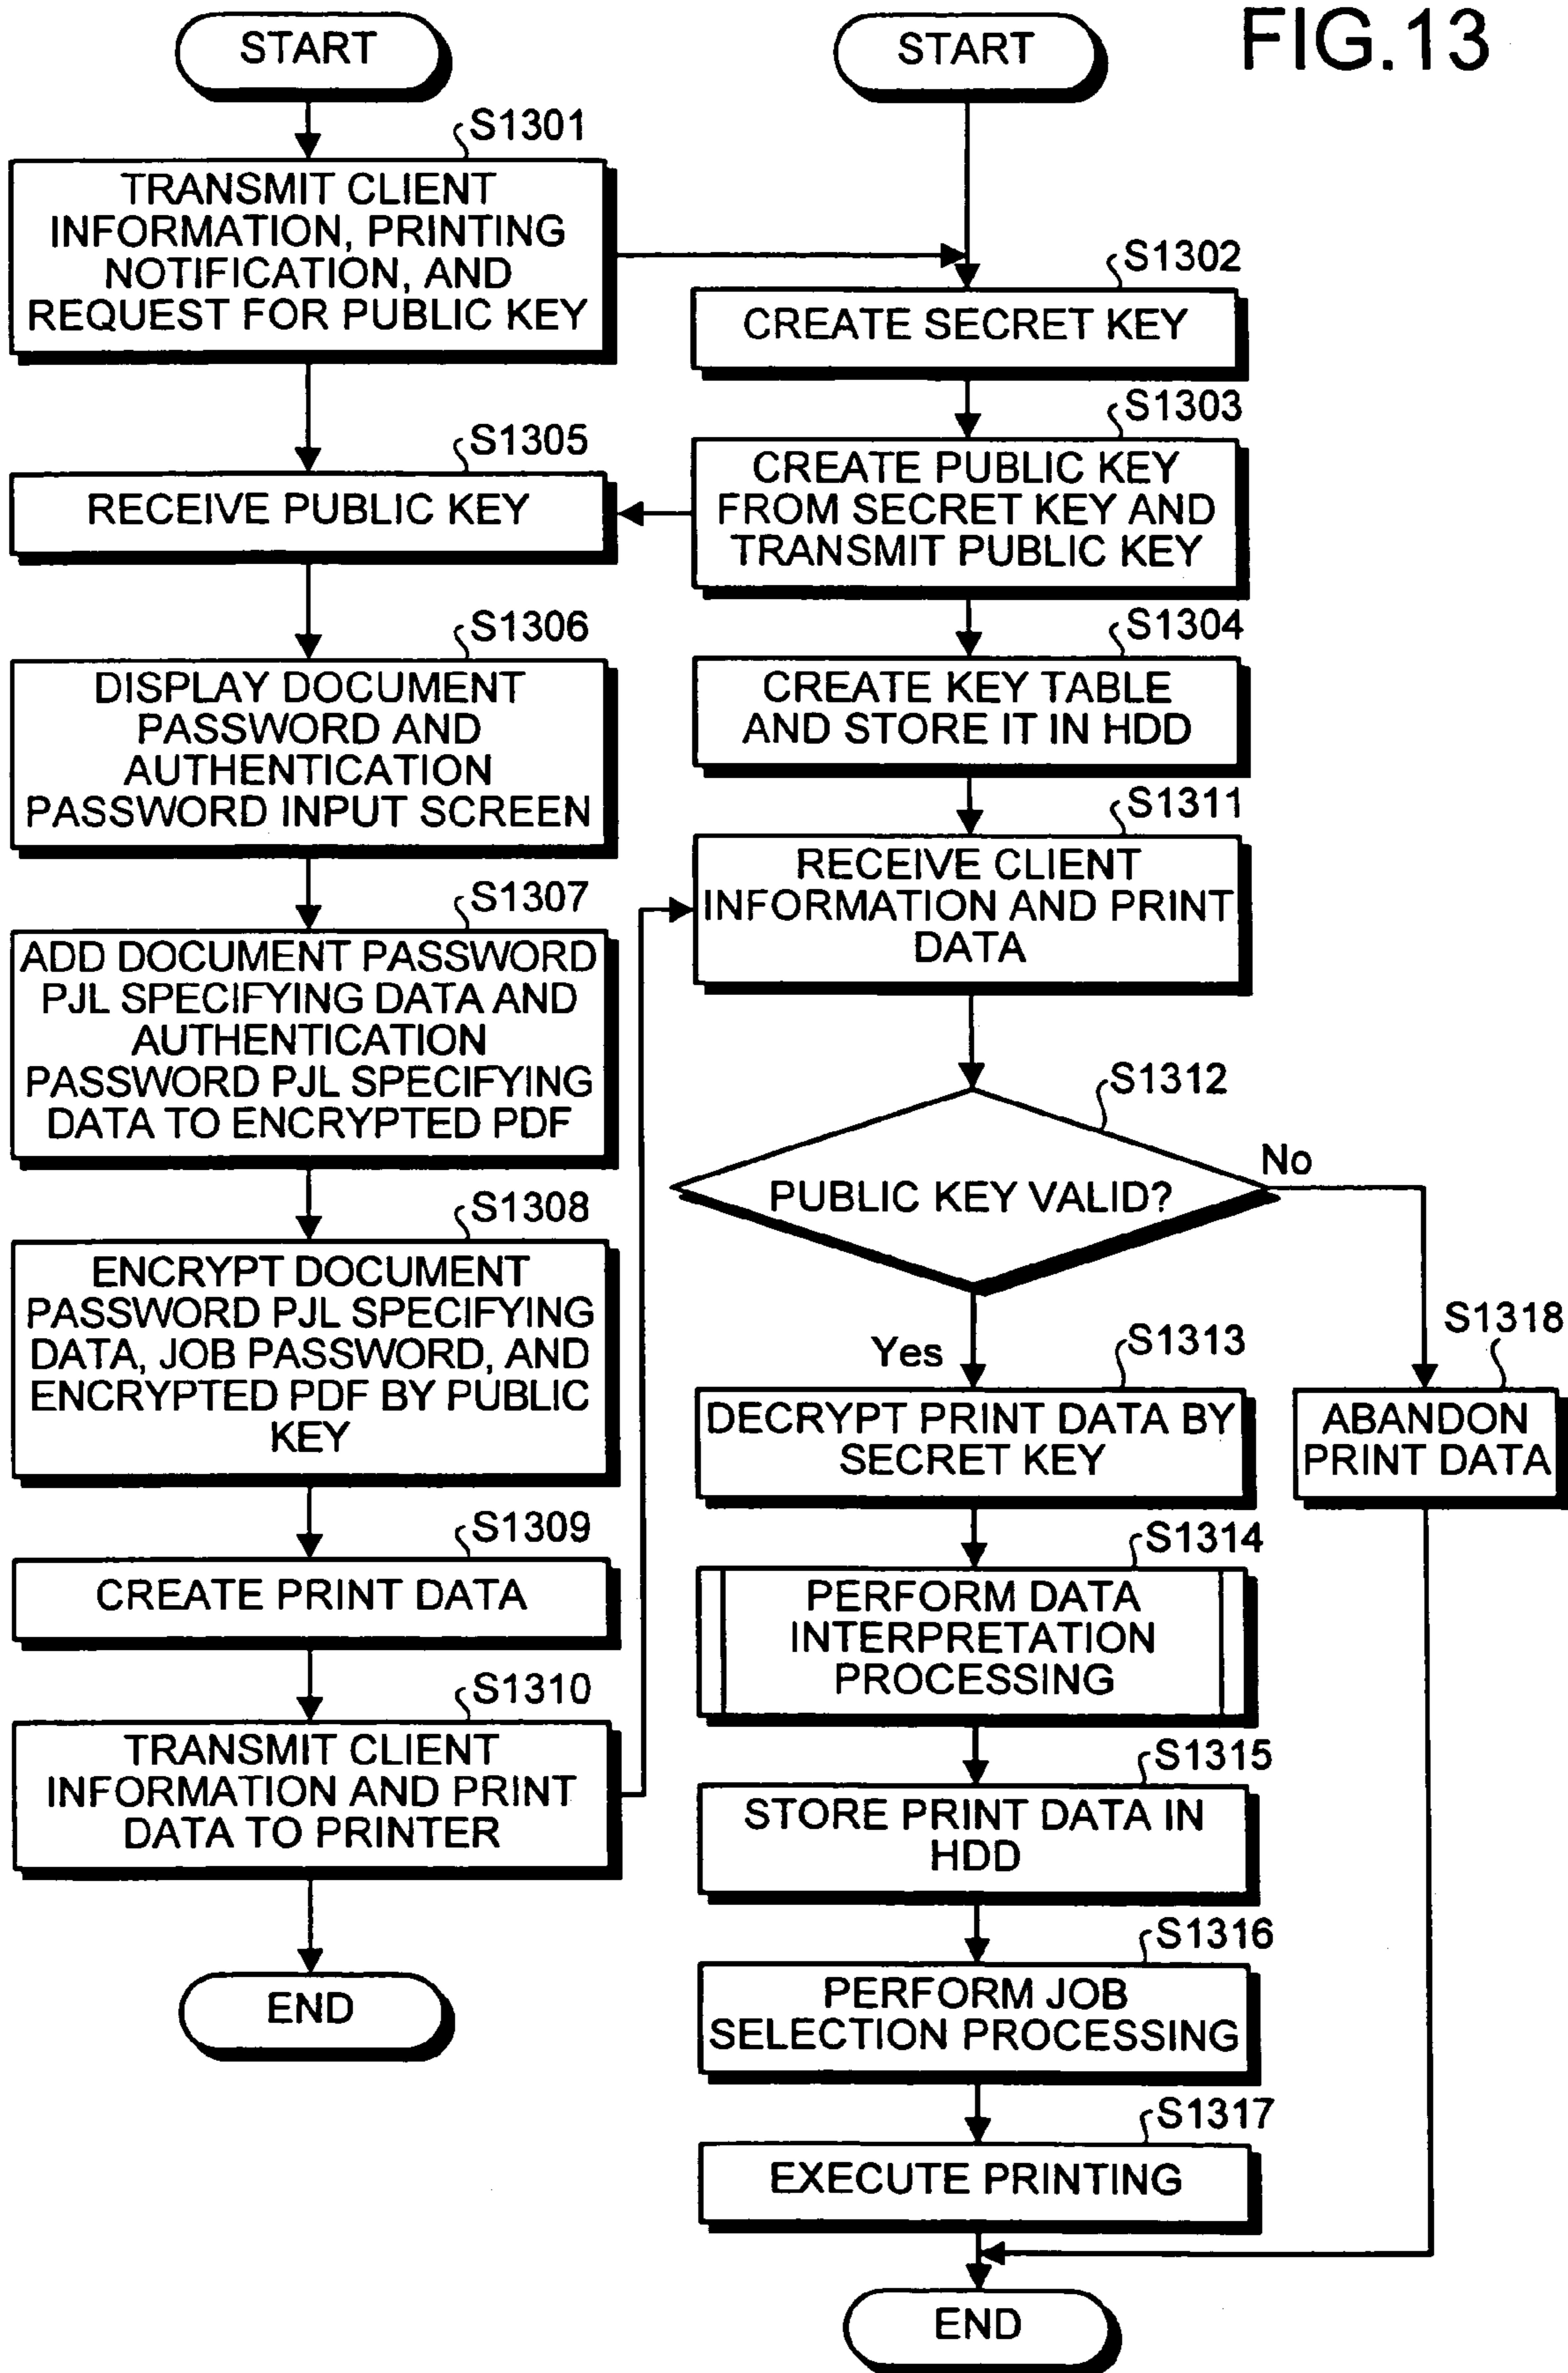 FIG.13
START
S1301
TRANSMIT CLIENT
INFORMATION, PRINTING
NOTIFICATION, AND
REQUEST FOR PUBLIC KEY
S1305
RECEIVE PUBLIC KEY
S1306
DISPLAY DOCUMENT
PASSWORD AND
AUTHENTICATION
PASSWORD INPUT SCREEN
S1307
ADD DOCUMENT PASSWORD
PJL SPECIFYING DATA AND
AUTHENTICATION
PASSWORD PJL SPECIFYING
DATA TO ENCRYPTED PDF
S1308
ENCRYPT DOCUMENT
PASSWORD PJL SPECIFYING
DATA, JOB PASSWORD, AND
ENCRYPTED PDF BY PUBLIC
KEY
S1309
CREATE PRINT DATA
S1310
TRANSMIT CLIENT
INFORMATION AND PRINT
DATA TO PRINTER
END
START
S1302
CREATE SECRET KEY
S1303
CREATE PUBLIC KEY
FROM SECRET KEY AND
TRANSMIT PUBLIC KEY
S1304
CREATE KEY TABLE
AND STORE IT IN HDD
S1311
RECEIVE CLIENT
INFORMATION AND PRINT
DATA
S1312
PUBLIC KEY VALID?
No
Yes
S1313
DECRYPT PRINT DATA BY
SECRET KEY
S1318
ABANDON
PRINT DATA
S1314
PERFORM DATA
INTERPRETATION
PROCESSING
S1315
STORE PRINT DATA IN
HDD
S1316
PERFORM JOB
SELECTION PROCESSING
S1317
EXECUTE PRINTING
END